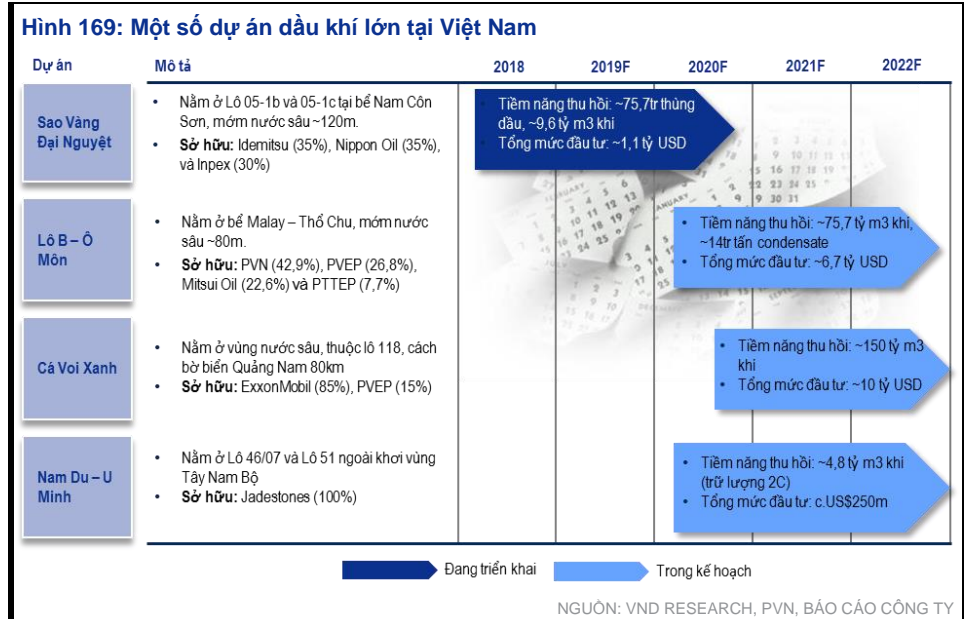 Hình 169: Một số dự án dầu khí lớn tại Việt Nam
Dự án Mô tả 2018 2019F 2020F 2021F 2022F
Sao Vàng
Đại Nguyệt
• Nằm ở Lô 05-1b và 05-1c tại bể Nam Côn
Sơn, mớm nước sâu ~120m.
• Sở hữu: Idemitsu (35%), Nippon Oil (35%),
và Inpex (30%)
• Tiềm năng thu hồi: ~75,7tr thùng
dầu, ~9,6 tỷ m3 khí
• Tổng mức đầu tư: ~1,1 tỷ USD
Lô B – Ô
Môn
• Nằm ở bể Malay – Thổ Chu, mớm nước
sâu ~80m.
• Sở hữu: PVN (42,9%), PVEP (26,8%),
Mitsui Oil (22,6%) và PTTEP (7,7%)
• Tiềm năng thu hồi: ~75,7 tỷ m3 khí,
~14tr tấn condensate
• Tổng mức đầu tư: ~6,7 tỷ USD
Cá Voi Xanh
• Nằm ở vùng nước sâu, thuộc lô 118, cách
bờ biển Quảng Nam 80km
• Sở hữu: ExxonMobil (85%), PVEP (15%)
• Tiềm năng thu hồi: ~150 tỷ m3
khí
• Tổng mức đầu tư: ~10 tỷ USD
Nam Du – U
Minh
• Nằm ở Lô 46/07 và Lô 51 ngoài khơi vùng
Tây Nam Bộ
• Sở hữu: Jadestones (100%)
• Tiềm năng thu hồi: ~4,8 tỷ m3 khí
(trữ lượng 2C)
• Tổng mức đầu tư: c.US$250m
Đang triển khai
Trong kế hoạch
NGUỒN: VND RESEARCH, PVN, BÁO CÁO CÔNG TY